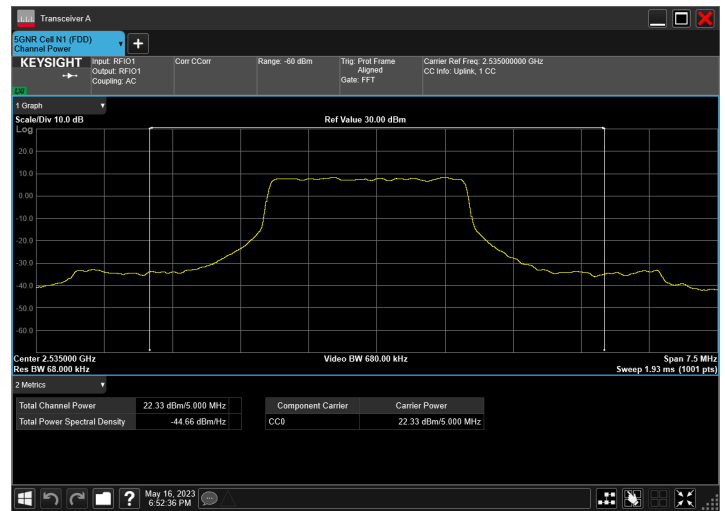 Transceiver A
5GNR Cell N1 (FDD)
Channel Power
KEYSIGHT
Input: RFIO1
Output: RFIO1
Coupling: AC
Corr CCorr
Range: -60 dBm
Trig: Prot Frame
Aligned
Gate: FFT
Carrier Ref Freq: 2.535000000 GHz
CC Info: Uplink, 1 CC
LXI
1 Graph
Scale/Div 10.0 dB
Ref Value 30.00 dBm
Log
20.0
10.0
0.00
-10.0
-20.0
-30.0
-40.0
-50.0
-60.0
Center 2.535000 GHz
Video BW 680.00 kHz
Span 7.5 MHz
Res BW 68.000 kHz
Sweep 1.93 ms (1001 pts)
2 Metrics
Total Channel Power 22.33 dBm/5.000 MHz
Total Power Spectral Density -44.66 dBm/Hz
Component Carrier Carrier Power
CC0 22.33 dBm/5.000 MHz
May 16, 2023
6:52:36 PM